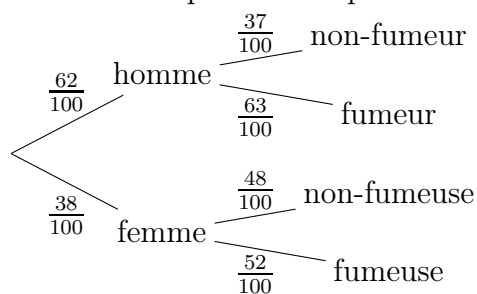 37/100 non-fumeur
62/100 homme
63/100 fumeur
48/100 non-fumeuse
38/100 femme
52/100 fumeuse